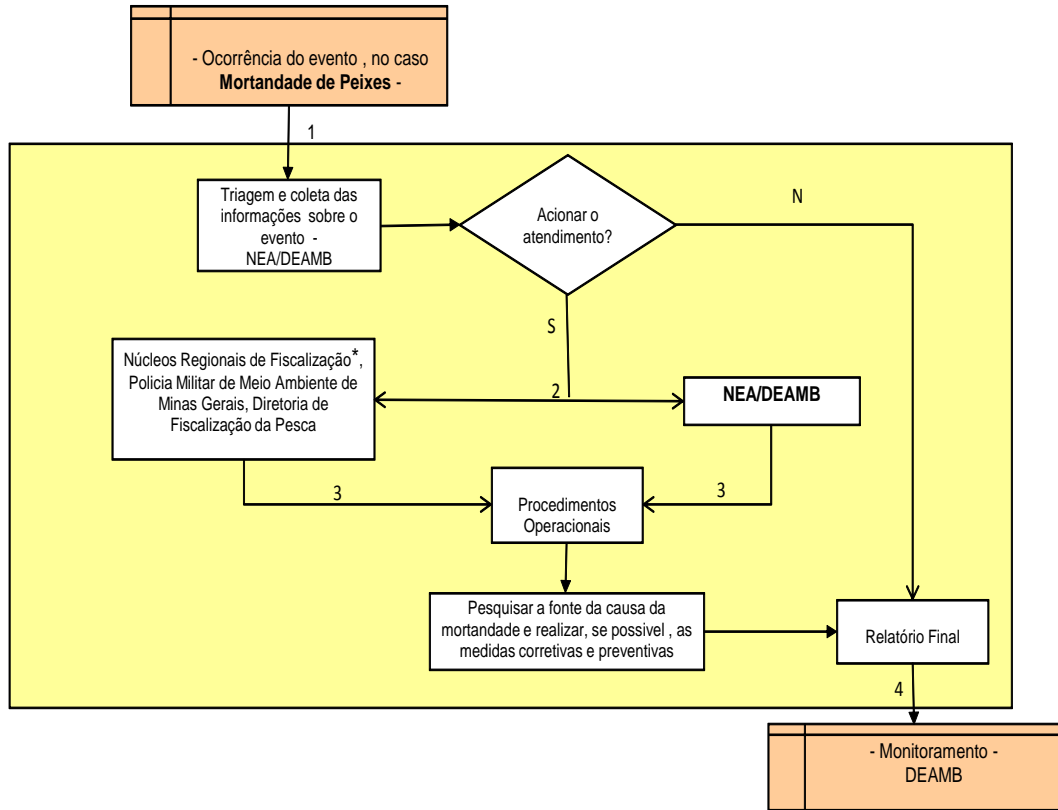 - Ocorrência do evento , no caso
Mortandade de Peixes -
1
Triagem e coleta das
informações sobre o
evento -
NEA/DEAMB
Acionar o
atendimento?
N
S
Núcleos Regionais de Fiscalização*,
Policia Militar de Meio Ambiente de
Minas Gerais, Diretoria de
Fiscalização da Pesca
2
NEA/DEAMB
3
3
Procedimentos
Operacionais
Pesquisar a fonte da causa da
mortandade e realizar, se possivel , as
medidas corretivas e preventivas
Relatório Final
4
- Monitoramento -
DEAMB